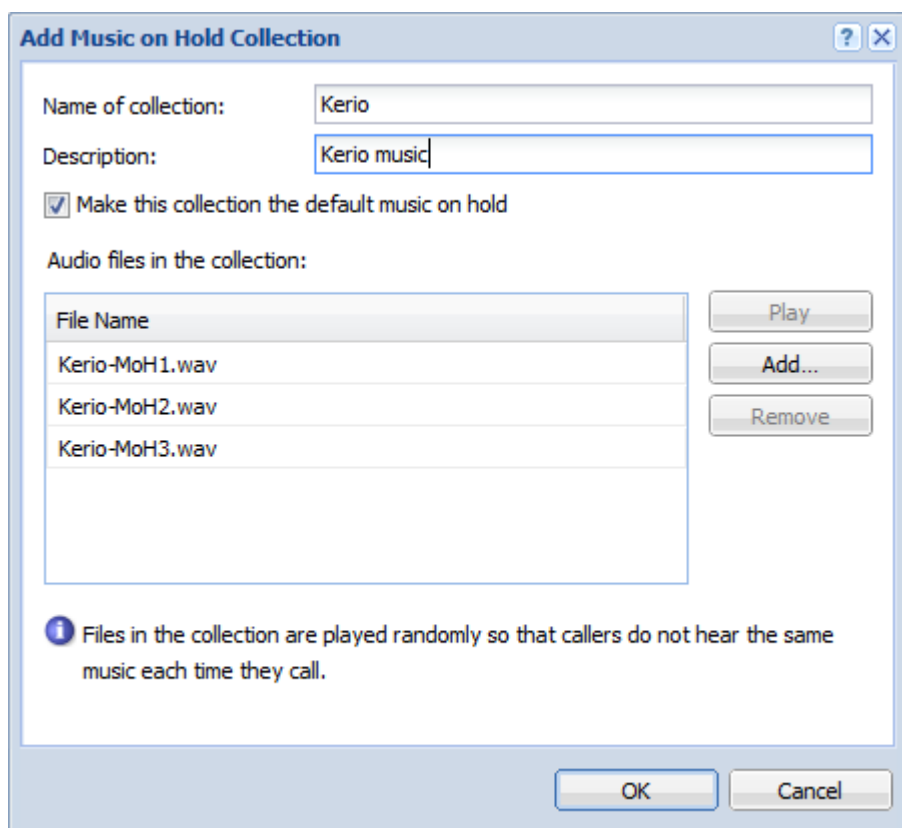 Add Music on Hold Collection
?
Name of collection: Kerio
Description: Kerio music
Make this collection the default music on hold
Audio files in the collection:
File Name
Kerio-MoH1.wav
Kerio-MoH2.wav
Kerio-MoH3.wav
Play
Add...
Remove
Files in the collection are played randomly so that callers do not hear the same
music each time they call.
OK Cancel